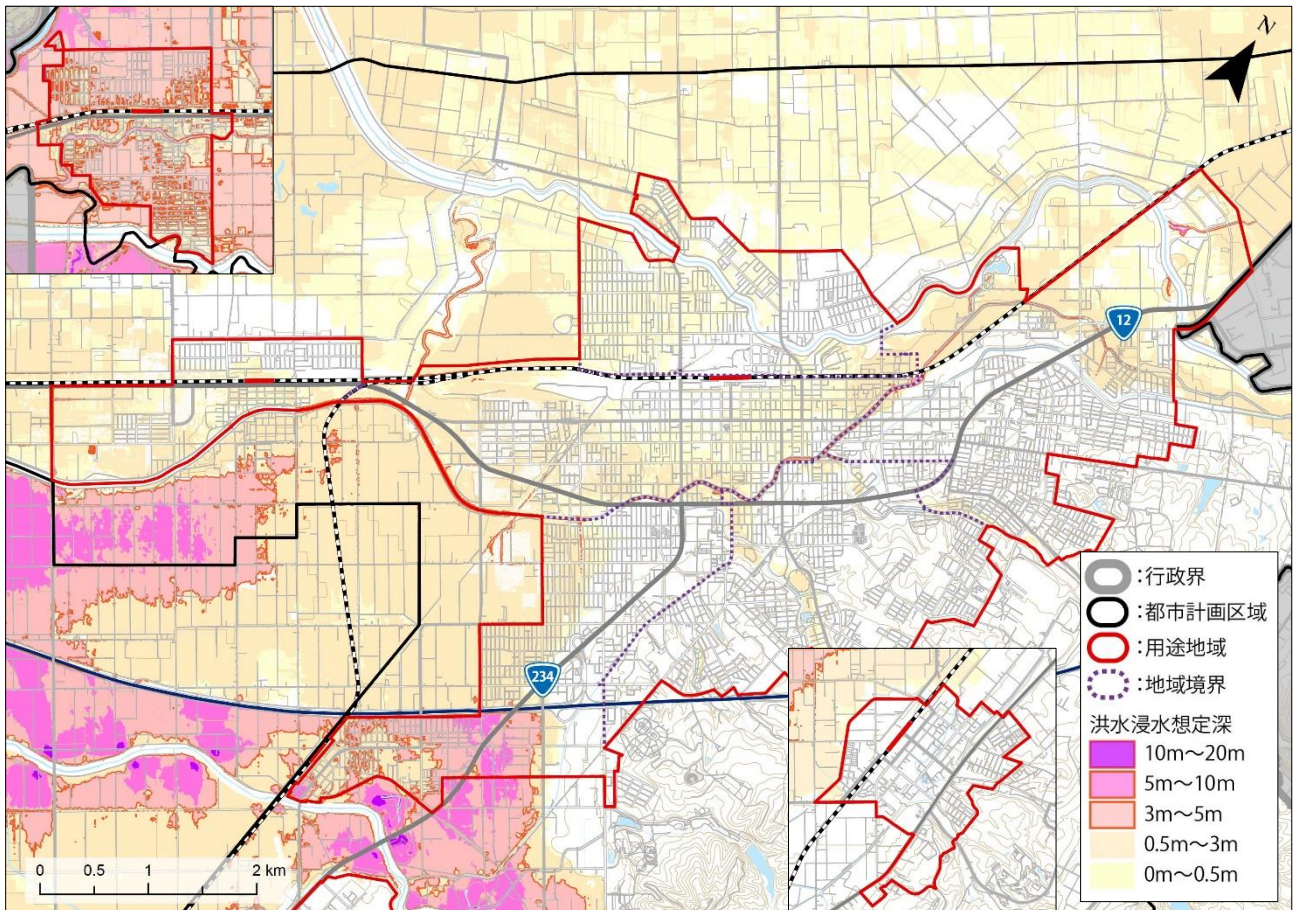 N
12
234
:行政界
:都市計画区域
:用途地域
:地域境界
洪水浸水想定深
10m～20m
5m～10m
3m～5m
0.5m～3m
0m～0.5m
0 0.5 1 2 km